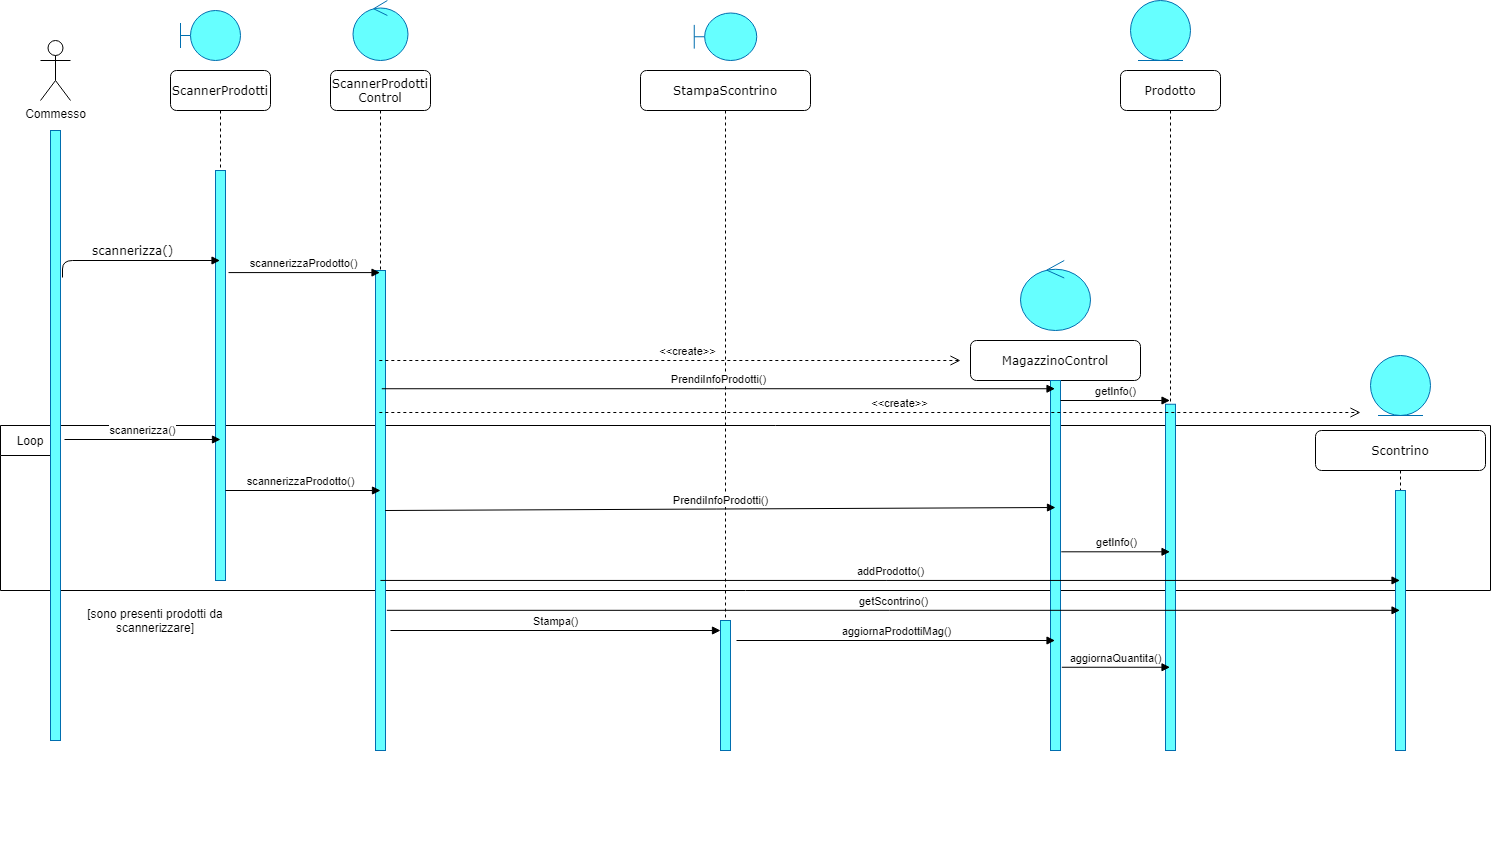 Commesso
ScannerProdotti
ScannerProdotti
Control
StampaScontrino
Prodotto
scannerizza()
scannerizzaProdotto()
<<create>>
MagazzinoControl
PrendiInfoProdotti()
getInfo()
<<create>>
Loop
scannerizza()
Scontrino
scannerizzaProdotto()
PrendiInfoProdotti()
getInfo()
addProdotto()
getScontrino()
[sono presenti prodotti da
scannerizzare]
Stampa()
aggiornaProdottiMag()
aggiornaQuantita()